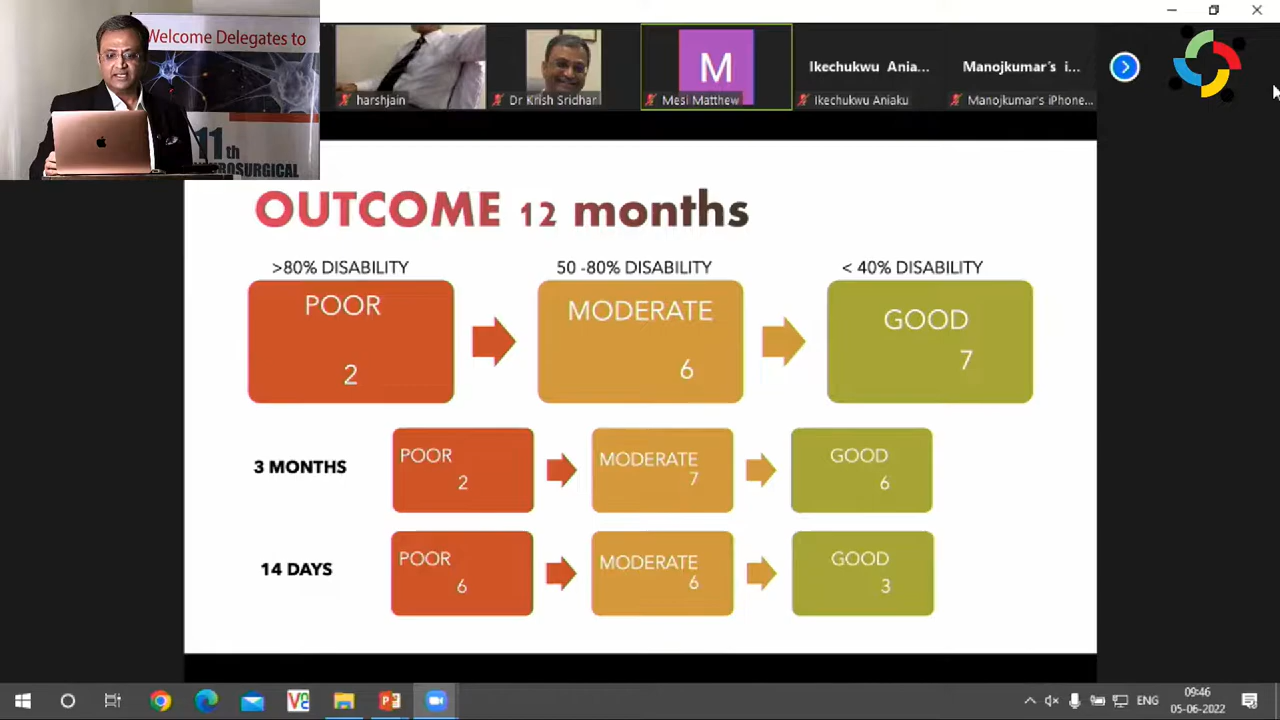 Welcome Delegates to
11th
harshjain
Dr Krish Sridhar
M
Mesi Matthew
Ikechukwu Ania...
Ikechukwu Aniaku
Manojkumar's i...
Manojkumar's iPhone...
OUTCOME 12 months
>80% DISABILITY
50 -80% DISABILITY
< 40% DISABILITY
POOR
2
MODERATE
6
GOOD
7
3 MONTHS
POOR
2
MODERATE
7
GOOD
6
14 DAYS
POOR
6
MODERATE
6
GOOD
3
ENG
09:46
05-06-2022